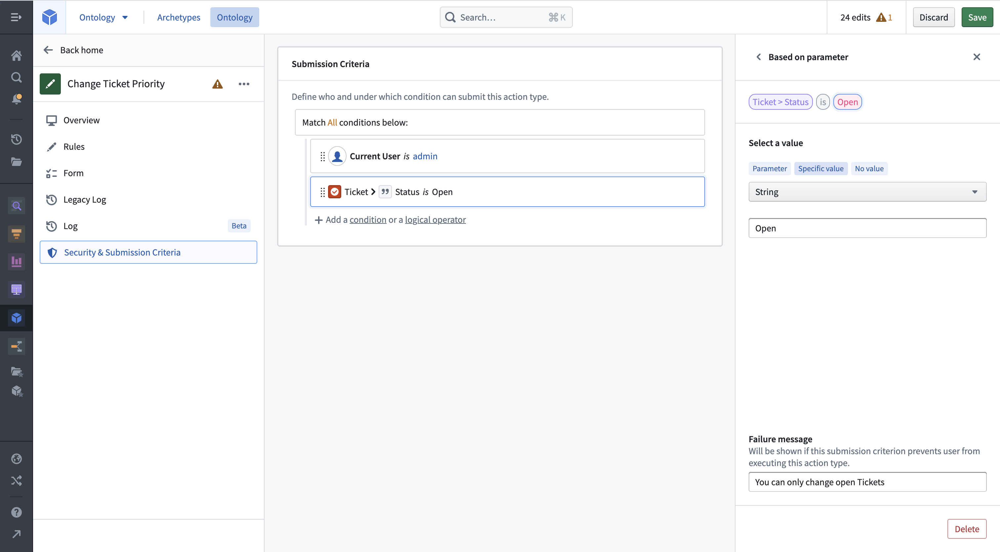 Ontology
Archetypes
Ontology
Search...
⌘ K
24 edits
1
Discard
Save
Back home
Change Ticket Priority
Overview
Rules
Form
Legacy Log
Log
Beta
Security & Submission Criteria
Submission Criteria
Define who and under which condition can submit this action type.
Match All conditions below:
Current User is admin
Ticket > Status is Open
+ Add a condition or a logical operator
Based on parameter
Ticket > Status is Open
Select a value
Parameter Specific value No value
String
Open
Failure message
Will be shown if this submission criterion prevents user from
executing this action type.
You can only change open Tickets
Delete